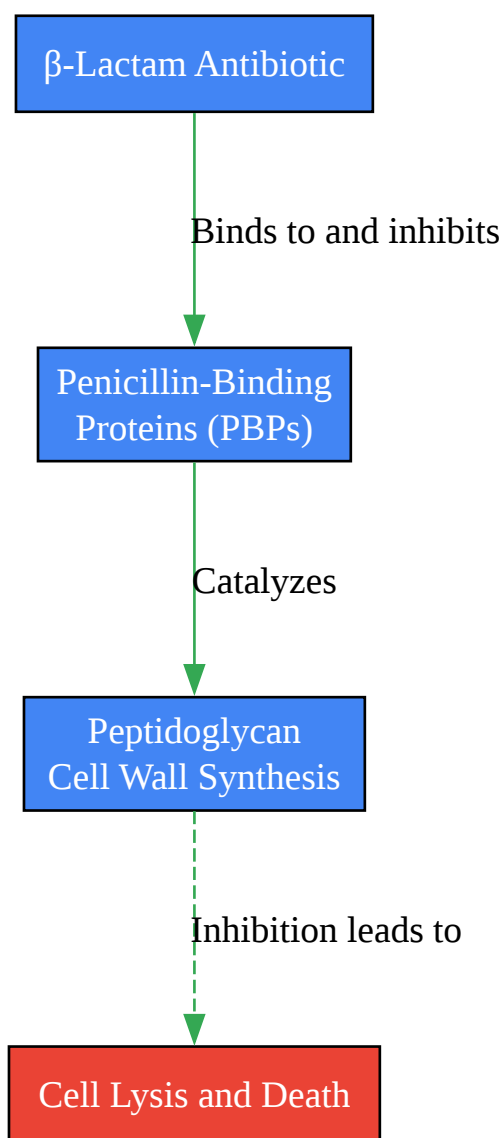 β-Lactam Antibiotic
Binds to and inhibits
Penicillin-Binding
Proteins (PBPs)
Catalyzes
Peptidoglycan
Cell Wall Synthesis
Inhibition leads to
Cell Lysis and Death